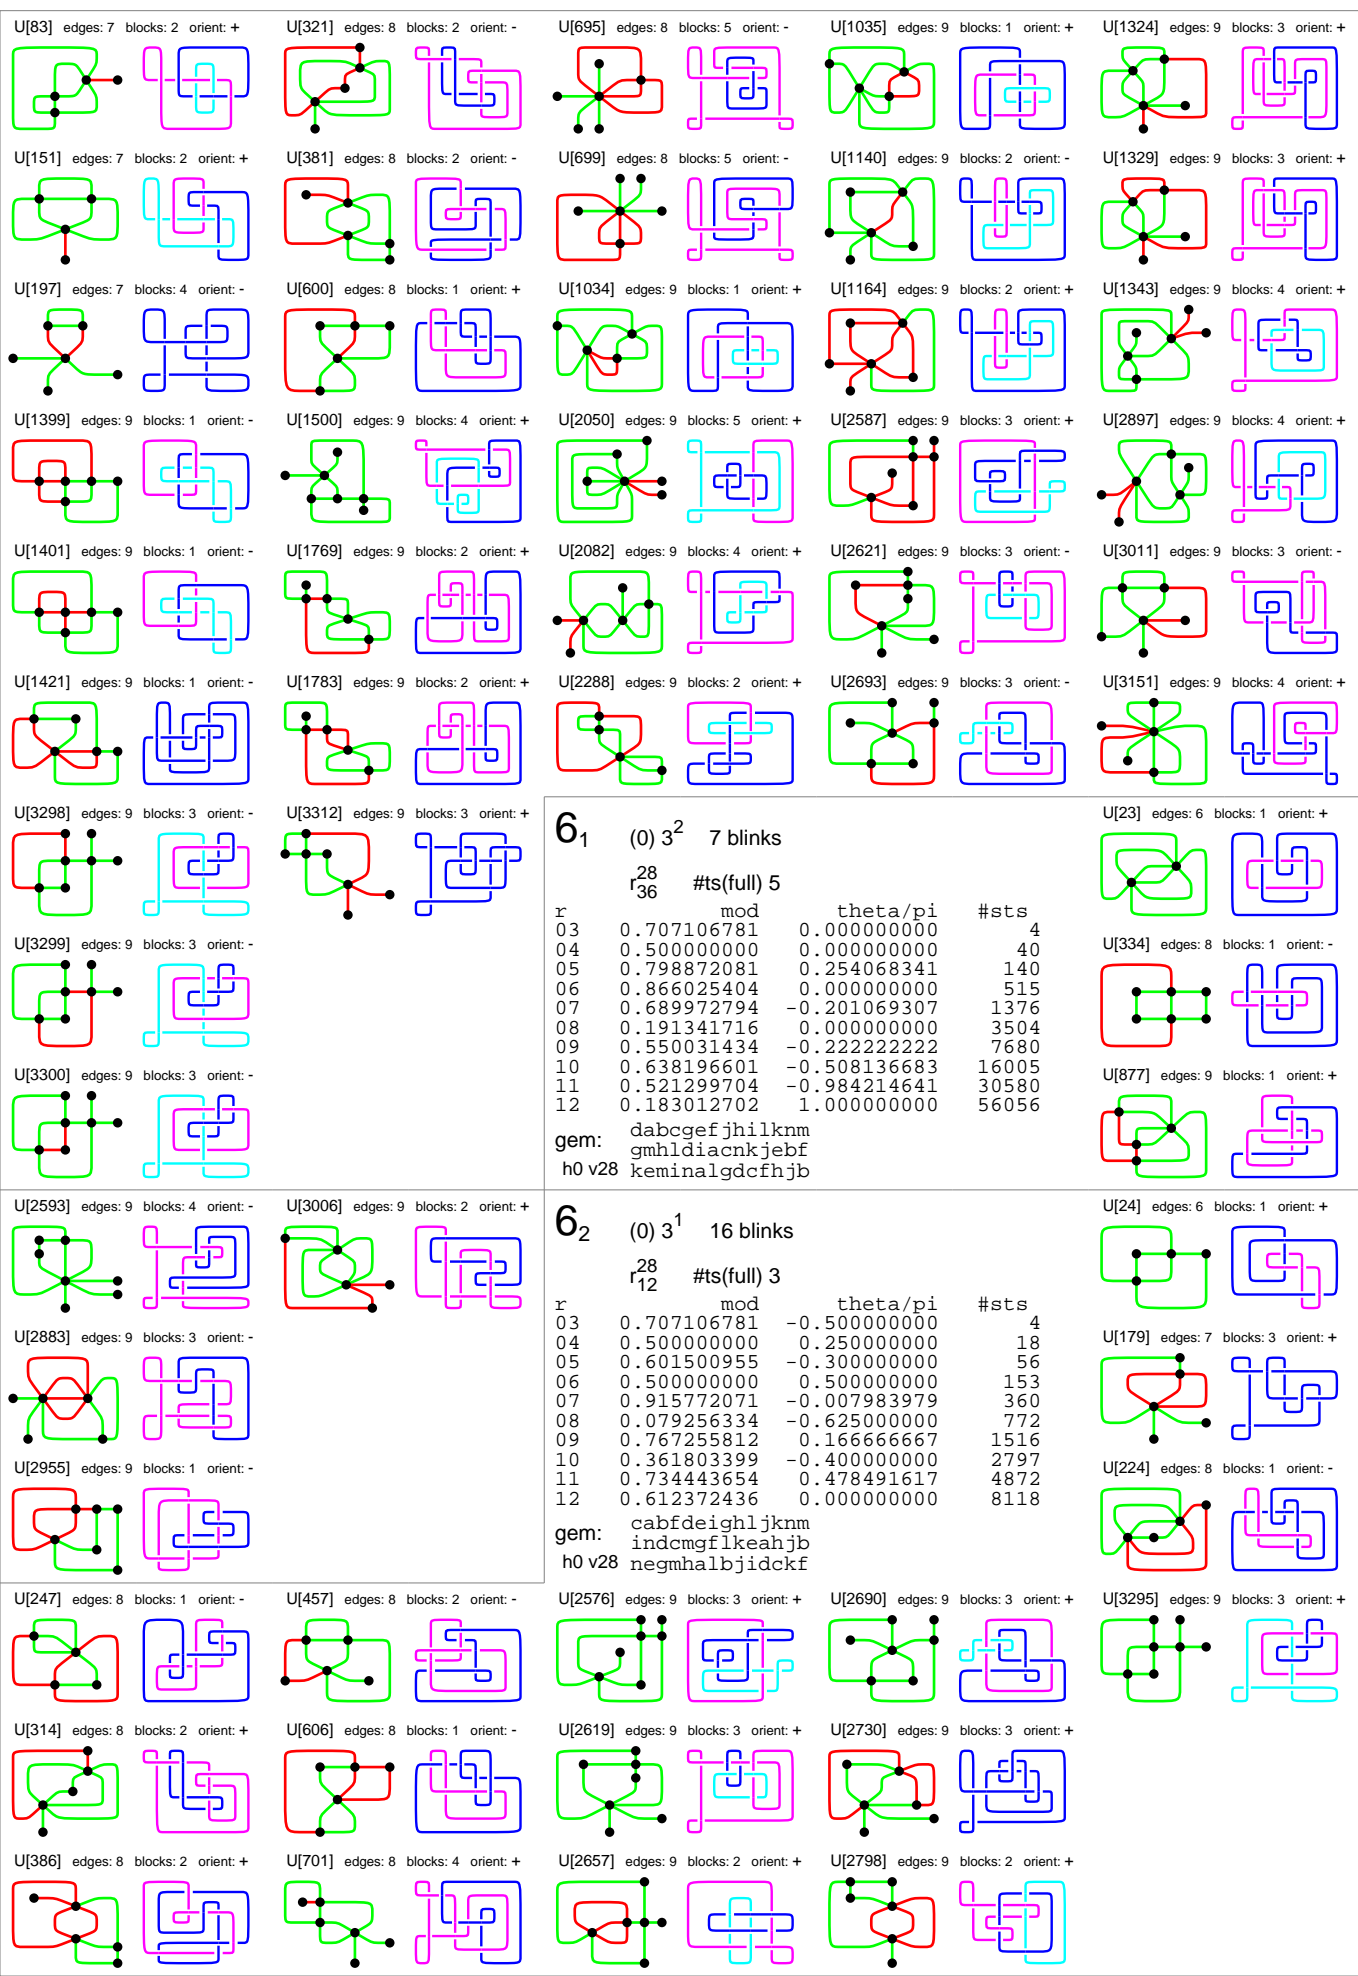 U[83] edges: 7 blocks: 2 orient: +
U[321] edges: 8 blocks: 2 orient: -
U[695] edges: 8 blocks: 5 orient: -
U[1035] edges: 9 blocks: 1 orient: +
U[1324] edges: 9 blocks: 3 orient: +
U[151] edges: 7 blocks: 2 orient: +
U[381] edges: 8 blocks: 2 orient: -
U[699] edges: 8 blocks: 5 orient: -
U[1140] edges: 9 blocks: 2 orient: -
U[1329] edges: 9 blocks: 3 orient: +
U[197] edges: 7 blocks: 4 orient: -
U[600] edges: 8 blocks: 1 orient: +
U[1034] edges: 9 blocks: 1 orient: +
U[1164] edges: 9 blocks: 2 orient: +
U[1343] edges: 9 blocks: 4 orient: +
U[1399] edges: 9 blocks: 1 orient: -
U[1500] edges: 9 blocks: 4 orient: +
U[2050] edges: 9 blocks: 5 orient: +
U[2587] edges: 9 blocks: 3 orient: +
U[2897] edges: 9 blocks: 4 orient: +
U[1401] edges: 9 blocks: 1 orient: -
U[1769] edges: 9 blocks: 2 orient: +
U[2082] edges: 9 blocks: 4 orient: +
U[2621] edges: 9 blocks: 3 orient: -
U[3011] edges: 9 blocks: 3 orient: -
U[1421] edges: 9 blocks: 1 orient: -
U[1783] edges: 9 blocks: 2 orient: +
U[2288] edges: 9 blocks: 2 orient: +
U[2693] edges: 9 blocks: 3 orient: -
U[3151] edges: 9 blocks: 4 orient: +
U[3298] edges: 9 blocks: 3 orient: -
U[3312] edges: 9 blocks: 3 orient: +
U[3299] edges: 9 blocks: 3 orient: -
U[3300] edges: 9 blocks: 3 orient: -
6₁ (0) 3² 7 blinks
r₃₆²⁸ #ts(full) 5
r mod theta/pi #sts
03 0.707106781 0.000000000 4
04 0.500000000 0.000000000 40
05 0.798872081 0.254068341 140
06 0.866025404 0.000000000 515
07 0.689972794 -0.201069307 1376
08 0.191341716 0.000000000 3504
09 0.550031434 -0.222222222 7680
10 0.638196601 -0.508136683 16005
11 0.521299704 -0.984214641 30580
12 0.183012702 1.000000000 56056
gem: dabcgefjhilknm
gmhldiacnkjebf
h0 v28 keminalgdcfhjb
U[23] edges: 6 blocks: 1 orient: +
U[334] edges: 8 blocks: 1 orient: -
U[877] edges: 9 blocks: 1 orient: +
U[2593] edges: 9 blocks: 4 orient: -
U[3006] edges: 9 blocks: 2 orient: +
U[2883] edges: 9 blocks: 3 orient: -
U[2955] edges: 9 blocks: 1 orient: -
6₂ (0) 3¹ 16 blinks
r₁₂²⁸ #ts(full) 3
r mod theta/pi #sts
03 0.707106781 -0.500000000 4
04 0.500000000 0.250000000 18
05 0.601500955 -0.300000000 56
06 0.500000000 0.500000000 153
07 0.915772071 -0.007983979 360
08 0.079256334 -0.625000000 772
09 0.767255812 0.166666667 1516
10 0.361803399 -0.400000000 2797
11 0.734443654 0.478491617 4872
12 0.612372436 0.000000000 8118
gem: cabfdeighljknm
indcmgflkeahjb
h0 v28 negmhalbjidckf
U[24] edges: 6 blocks: 1 orient: +
U[179] edges: 7 blocks: 3 orient: +
U[224] edges: 8 blocks: 1 orient: -
U[247] edges: 8 blocks: 1 orient: -
U[457] edges: 8 blocks: 2 orient: -
U[2576] edges: 9 blocks: 3 orient: +
U[2690] edges: 9 blocks: 3 orient: +
U[3295] edges: 9 blocks: 3 orient: +
U[314] edges: 8 blocks: 2 orient: +
U[606] edges: 8 blocks: 1 orient: -
U[2619] edges: 9 blocks: 3 orient: +
U[2730] edges: 9 blocks: 3 orient: +
U[386] edges: 8 blocks: 2 orient: +
U[701] edges: 8 blocks: 4 orient: +
U[2657] edges: 9 blocks: 2 orient: +
U[2798] edges: 9 blocks: 2 orient: +